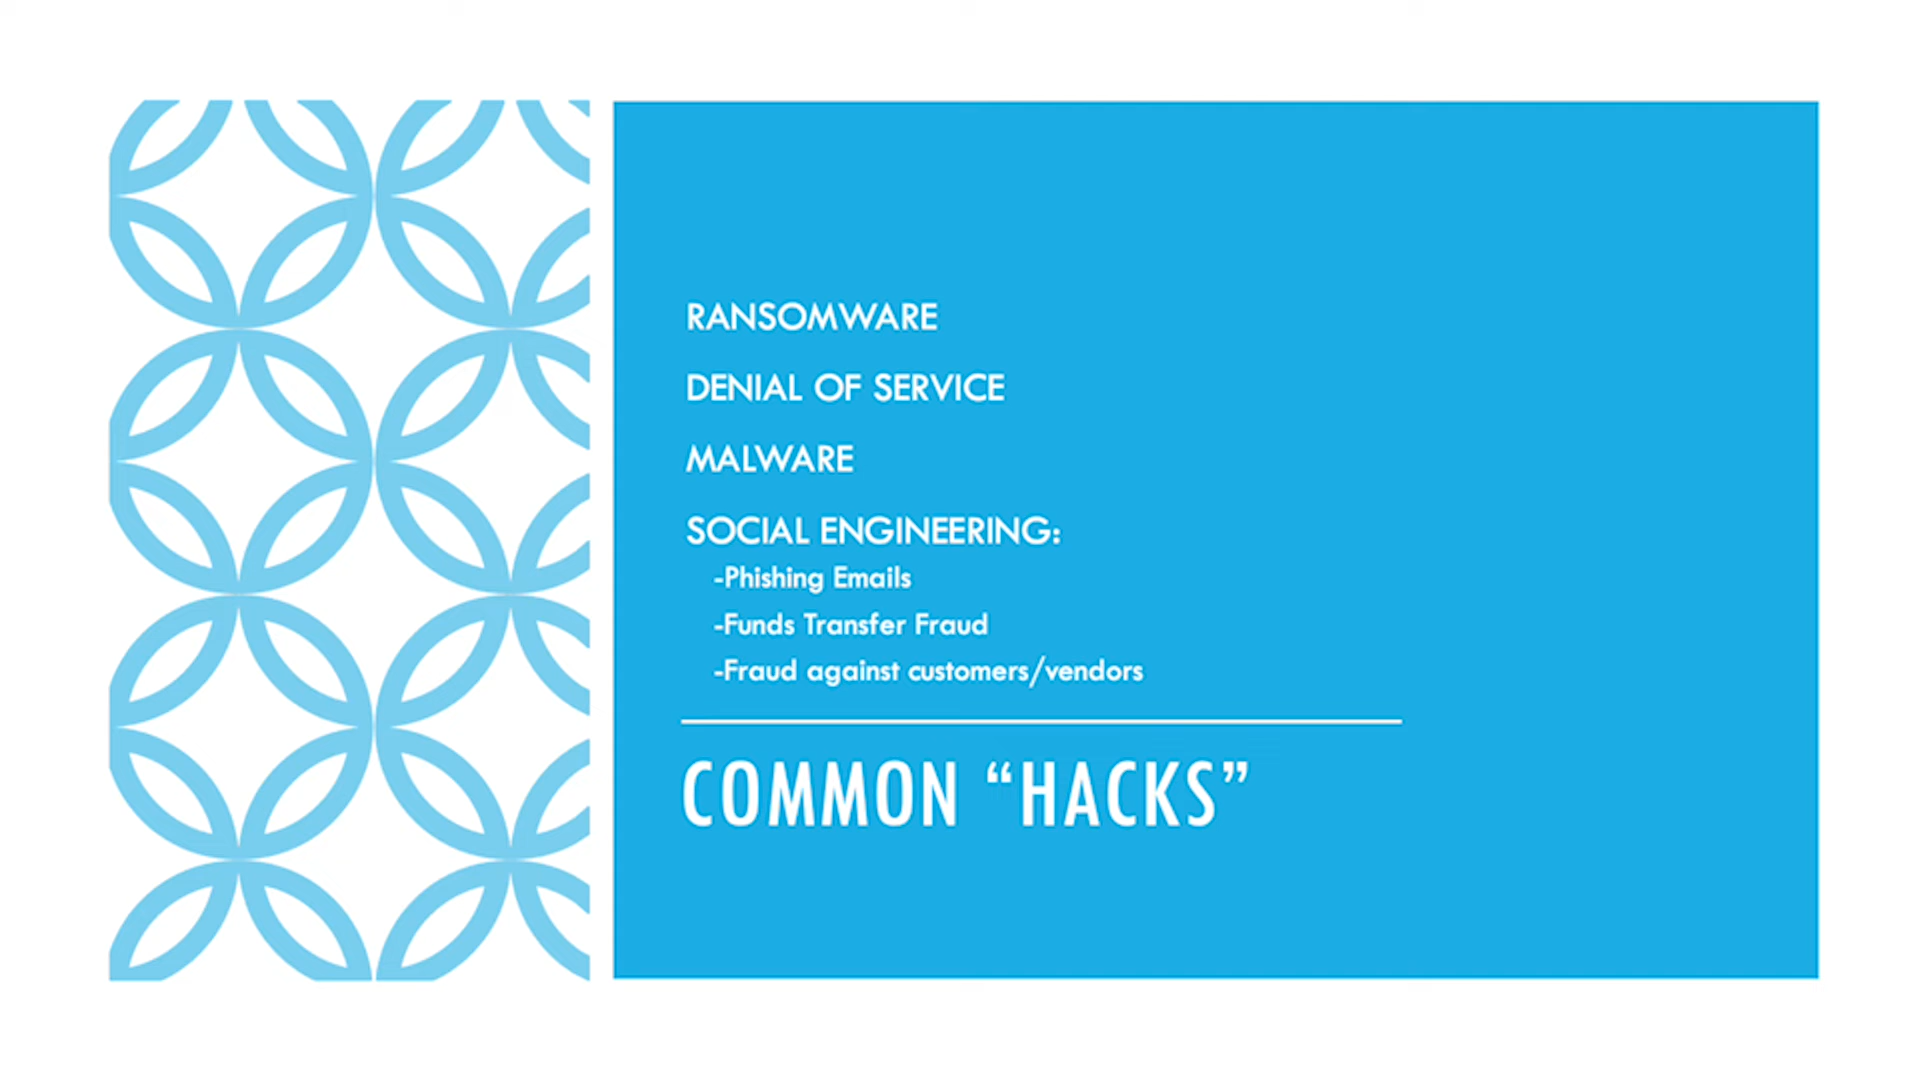 RANSOMWARE
DENIAL OF SERVICE
MALWARE
SOCIAL ENGINEERING:
-Phishing Emails
-Funds Transfer Fraud
-Fraud against customers/vendors
COMMON “HACKS”